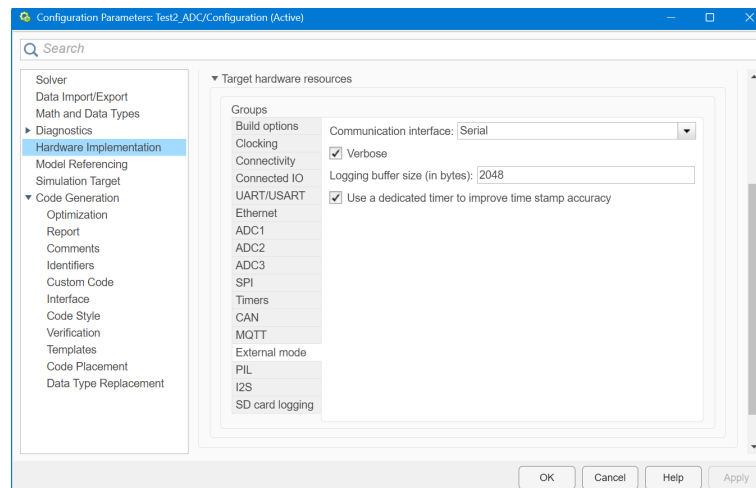 Configuration Parameters: Test2_ADC/Configuration (Active)
Search
Solver
Data Import/Export
Math and Data Types
Diagnostics
Hardware Implementation
Model Referencing
Simulation Target
Code Generation
Optimization
Report
Comments
Identifiers
Custom Code
Interface
Code Style
Verification
Templates
Code Placement
Data Type Replacement
Target hardware resources
Groups
Build options
Clocking
Connectivity
Connected IO
UART/USART
Ethernet
ADC1
ADC2
ADC3
SPI
Timers
CAN
MQTT
External mode
PIL
I2S
SD card logging
Communication interface: Serial
Verbose
Logging buffer size (in bytes): 2048
Use a dedicated timer to improve time stamp accuracy
OK
Cancel
Help
Apply